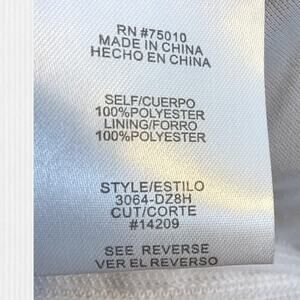 RN #75010
MADE IN CHINA
HECHO EN CHINA
SELF/CUERPO
100%POLYESTER
LINING/FORRO
100%POLYESTER
STYLE/ESTILO
3064-DZ8H
CUT/CORTE
#14209
SEE REVERSE
VER EL REVERSO